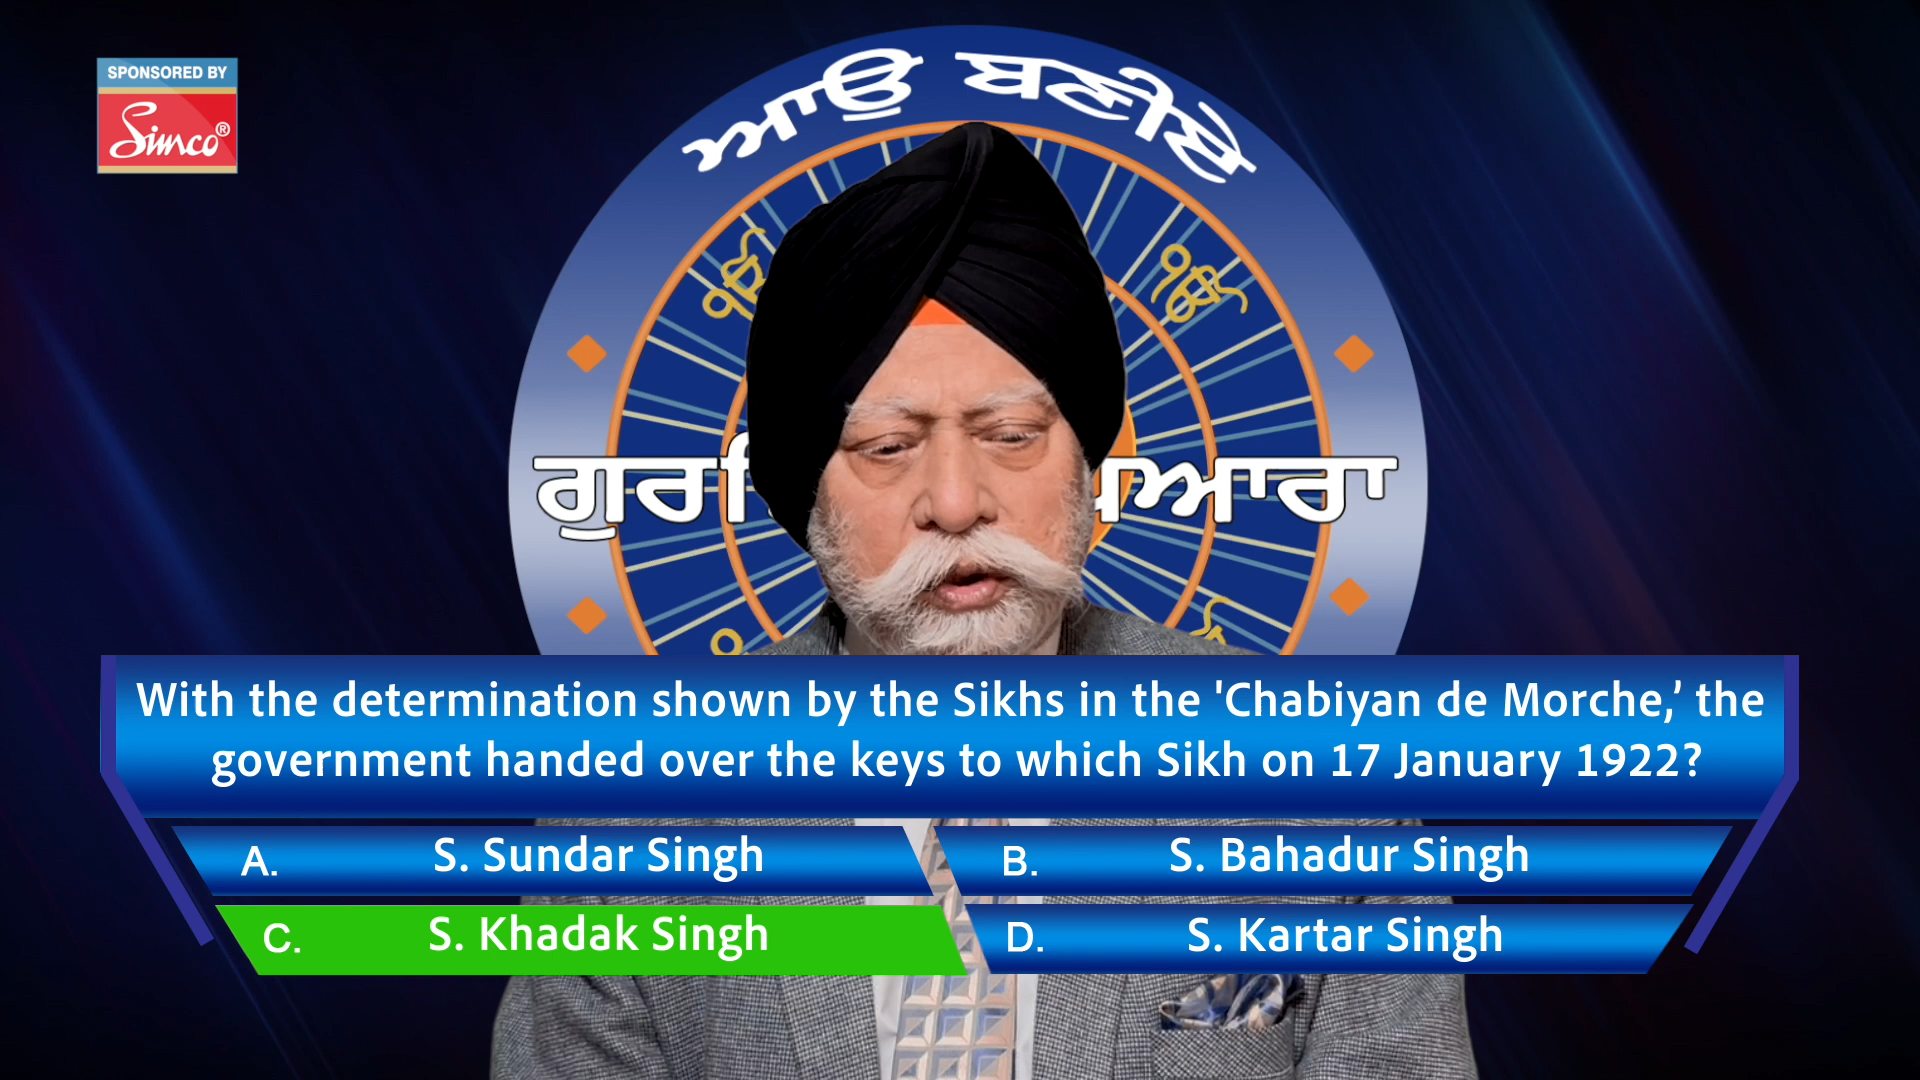 SPONSORED BY
Simco®
ਆਓ ਬਣੀਏ
With the determination shown by the Sikhs in the 'Chabiyan de Morche,’ the
government handed over the keys to which Sikh on 17 January 1922?
A. S. Sundar Singh
B. S. Bahadur Singh
C. S. Khadak Singh
D. S. Kartar Singh